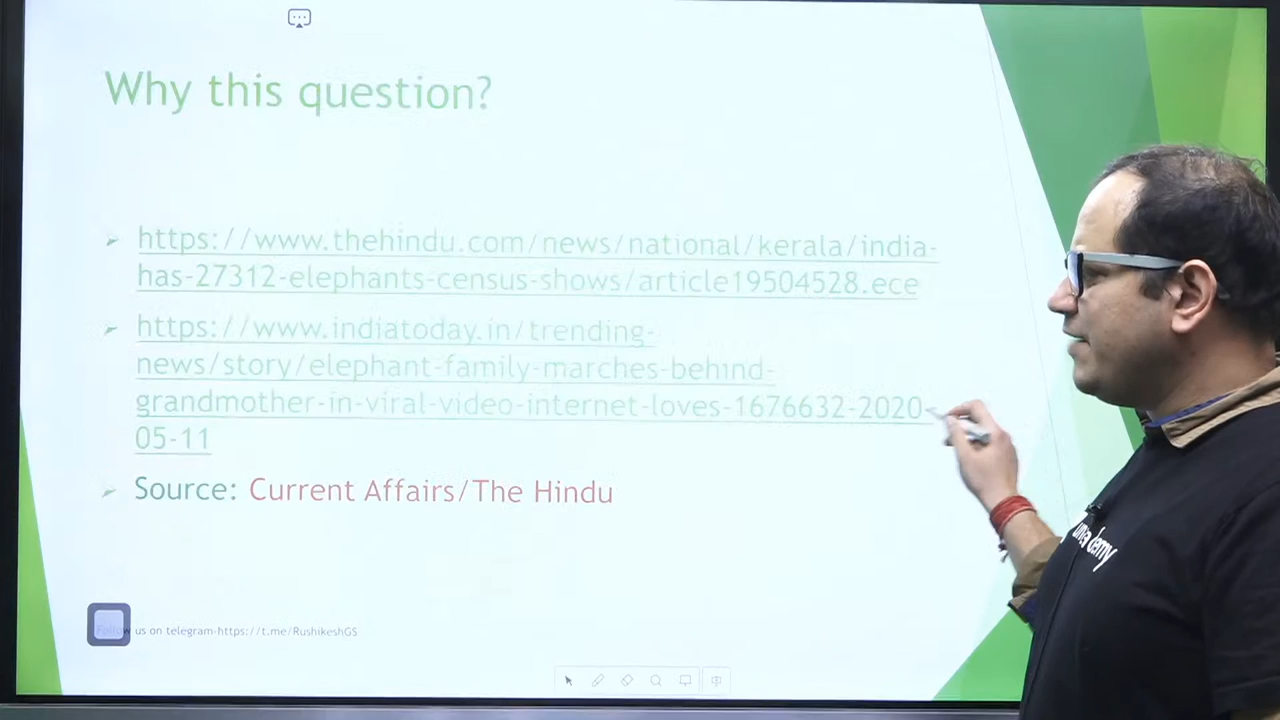 Why this question?
https://www.thehindu.com/news/national/kerala/india-
has-27312-elephants-census-shows/article19504528.ece
https://www.indiatoday.in/trending-
news/story/elephant-family-marches-behind-
grandmother-in-viral-video-internet-loves-1676632-2020-
05-11
Source: Current Affairs/The Hindu
Follow us on telegram-https://t.me/RushikeshGS